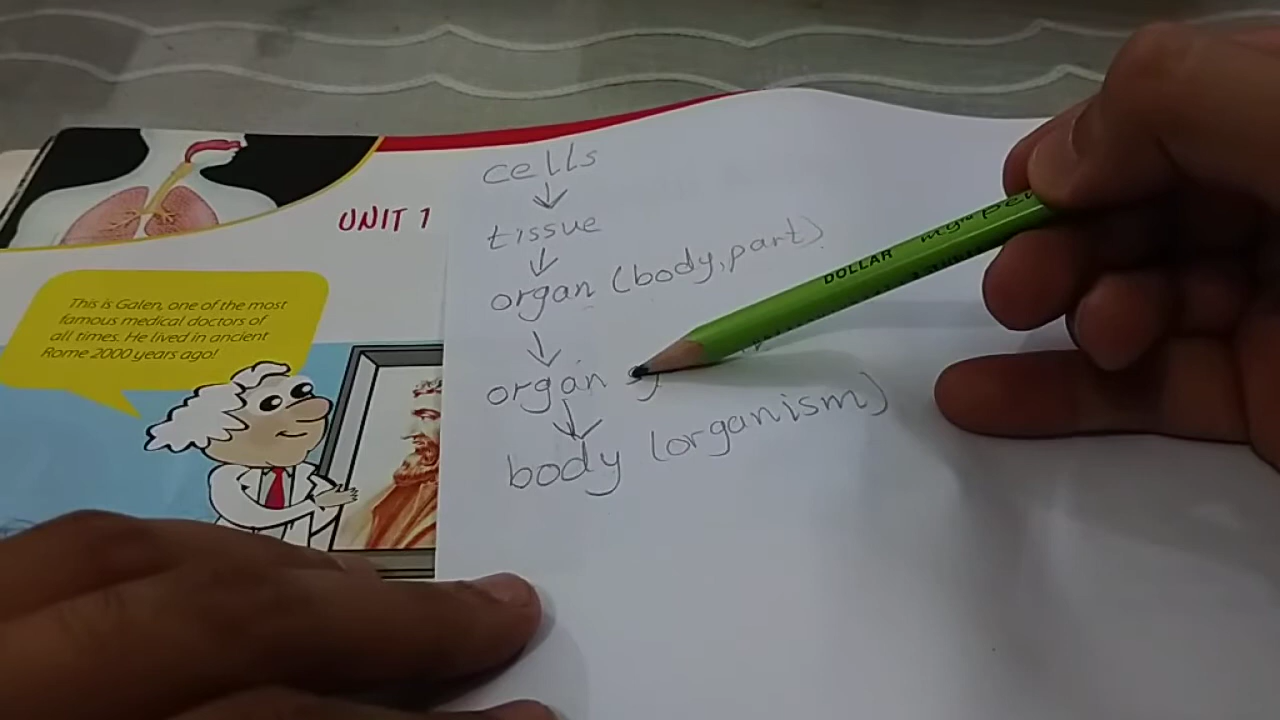 UNIT 1
This is Galen, one of the most
famous medical doctors of
all times. He lived in ancient
Rome 2000 years ago!
cells
tissue
organ (body,part)
organ
body (organism)
DOLLAR my